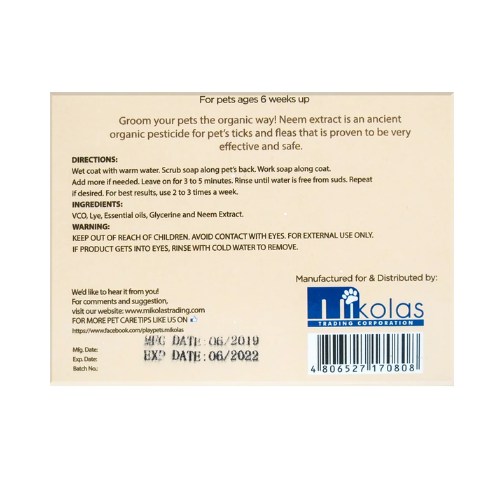 For pets ages 6 weeks up
Groom your pets the organic way! Neem extract is an ancient
organic pesticide for pet's ticks and fleas that is proven to be very
effective and safe.
DIRECTIONS:
Wet coat with warm water. Scrub soap along pet's back. Work soap along coat.
Add more if needed. Leave on for 3 to 5 minutes. Rinse until water is free from suds. Repeat
if desired. For best results, use 2 to 3 times a week.
INGREDIENTS:
VCO, Lye, Essential oils, Glycerine and Neem Extract.
WARNING:
KEEP OUT OF REACH OF CHILDREN. AVOID CONTACT WITH EYES. FOR EXTERNAL USE ONLY.
IF PRODUCT GETS INTO EYES, RINSE WITH COLD WATER TO REMOVE.
We'd like to hear it from you!
For comments and suggestion,
visit our website: www.mikolastrading.com
FOR MORE PET CARE TIPS LIKE US ON
https://www.facebook.com/playpets.mikolas
Mfg. Date: MFG DATE: 06/2019
Exp. Date: EXP DATE: 06/2022
Batch No.:
Manufactured for & Distributed by:
Mikolas
TRADING CORPORATION
4 806527 170808